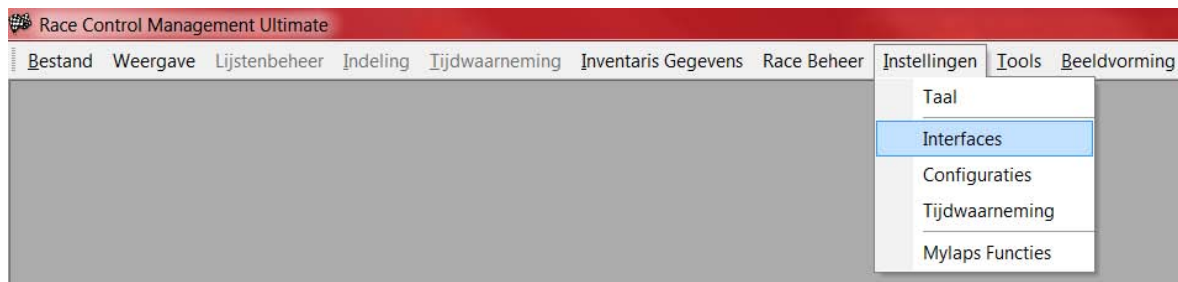 Race Control Management Ultimate
Bestand Weergave Lijstenbeheer Indeling Tijdwaarneming Inventaris Gegevens Race Beheer Instellingen Tools Beeldvorming
Taal
Interfaces
Configuraties
Tijdwaarneming
Mylaps Functies